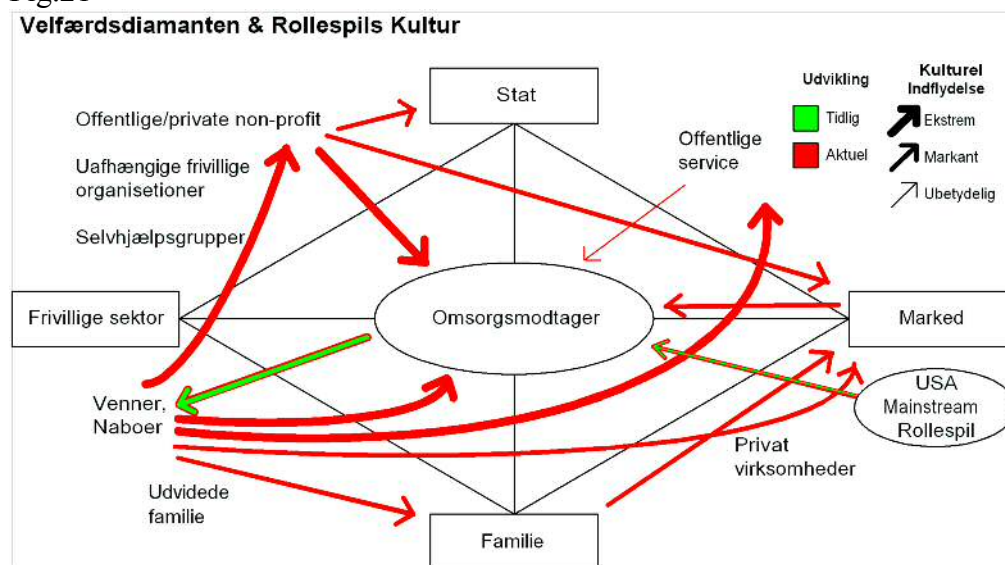 Velfærdsdiamanten & Rollespils Kultur
Stat
Udvikling
Tidlig
Aktuel
Kulturel
Indflydelse
Ekstrem
Markant
Ubetydelig
Offentlige/private non-profit
Uafhængige frivillige
organisetioner
Selvhjælpsgrupper
Offentlige
service
Frivillige sektor
Omsorgsmodtager
Marked
USA
Mainstream
Rollespil
Venner,
Naboer
Privat
virksomheder
Udvidede
familie
Familie